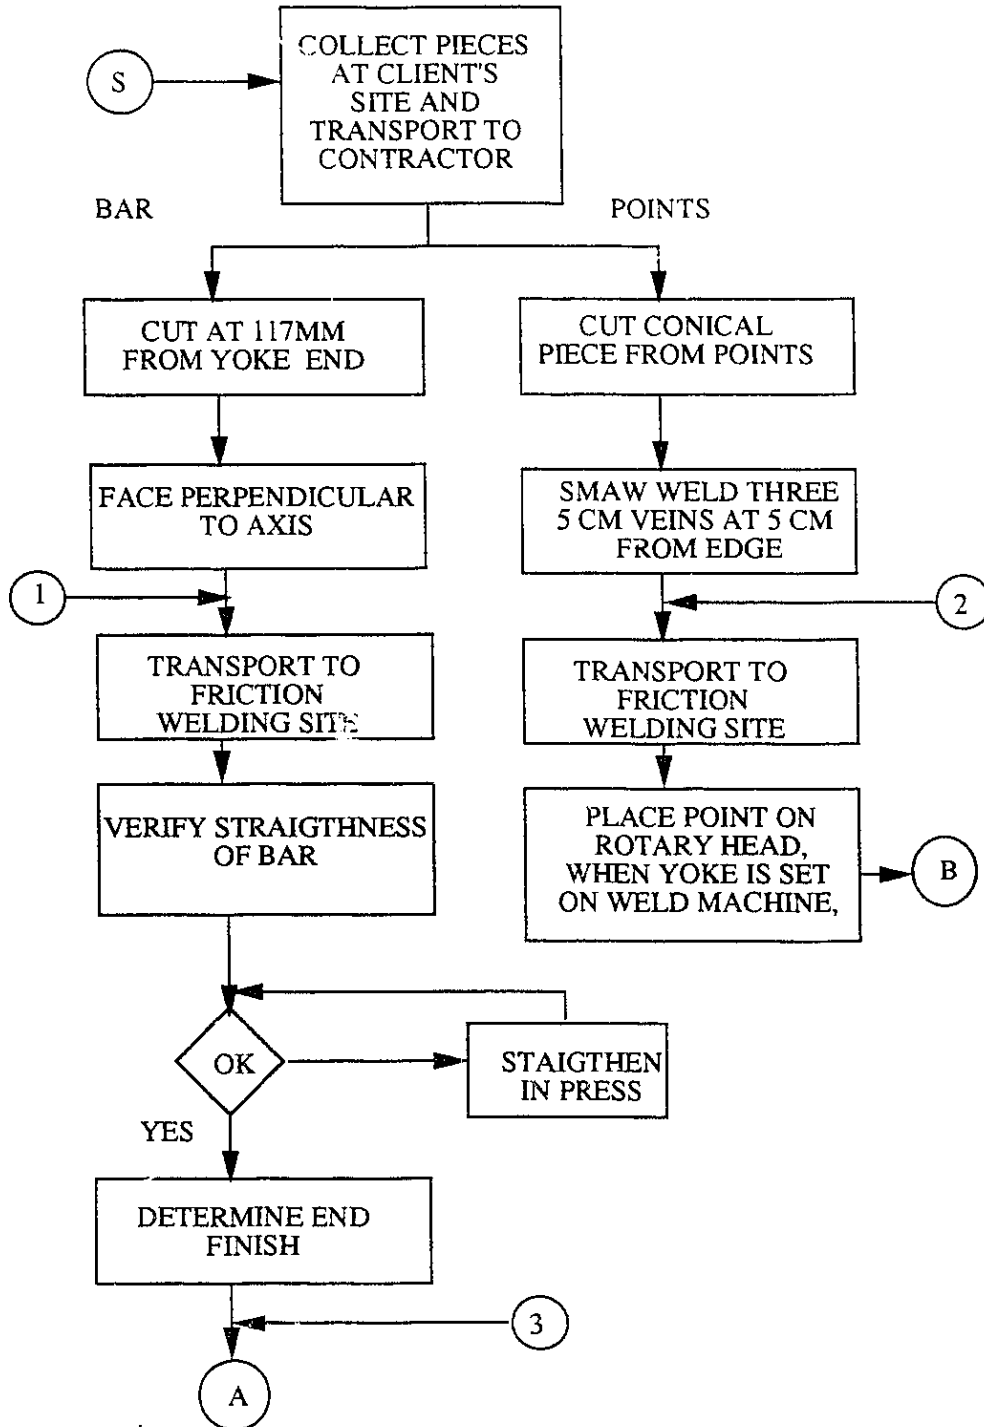 COLLECT PIECES
AT CLIENT'S
SITE AND
TRANSPORT TO
CONTRACTOR
S
BAR
POINTS
CUT AT 117MM
FROM YOKE END
CUT CONICAL
PIECE FROM POINTS
FACE PERPENDICULAR
TO AXIS
SMAW WELD THREE
5 CM VEINS AT 5 CM
FROM EDGE
1
2
TRANSPORT TO
FRICTION
WELDING SITE
TRANSPORT TO
FRICTION
WELDING SITE
VERIFY STRAIGTHNESS
OF BAR
PLACE POINT ON
ROTARY HEAD,
WHEN YOKE IS SET
ON WELD MACHINE,
B
OK
STAIGTHEN
IN PRESS
YES
DETERMINE END
FINISH
3
A